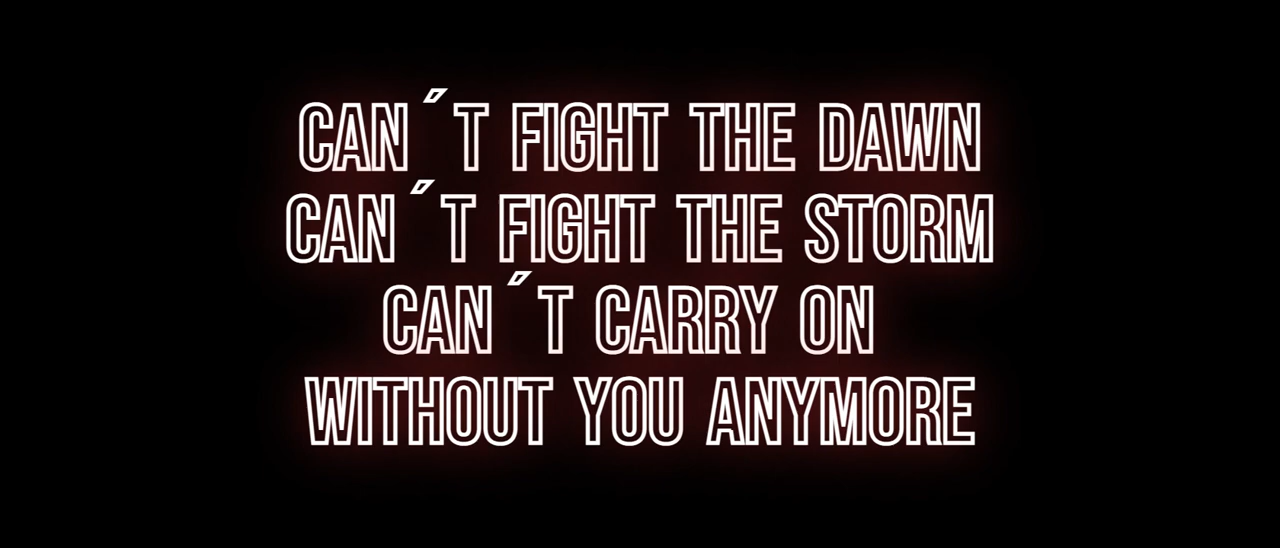 CAN´T FIGHT THE DAWN
CAN´T FIGHT THE STORM
CAN´T CARRY ON
WITHOUT YOU ANYMORE